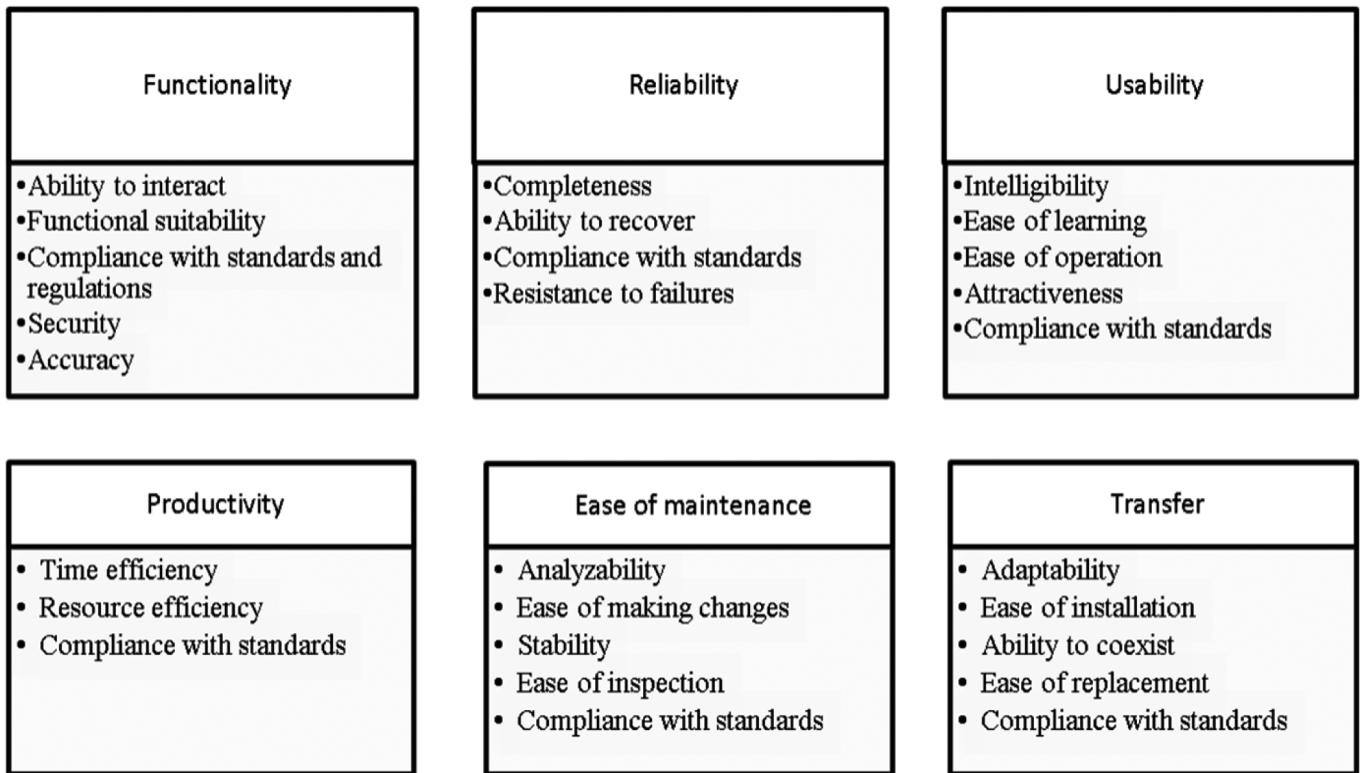 Functionality
•Ability to interact
•Functional suitability
•Compliance with standards and
regulations
•Security
•Accuracy
Reliability
•Completeness
•Ability to recover
•Compliance with standards
•Resistance to failures
Usability
•Intelligibility
•Ease of learning
•Ease of operation
•Attractiveness
•Compliance with standards
Productivity
• Time efficiency
• Resource efficiency
• Compliance with standards
Ease of maintenance
• Analyzability
• Ease of making changes
• Stability
• Ease of inspection
• Compliance with standards
Transfer
• Adaptability
• Ease of installation
• Ability to coexist
• Ease of replacement
• Compliance with standards